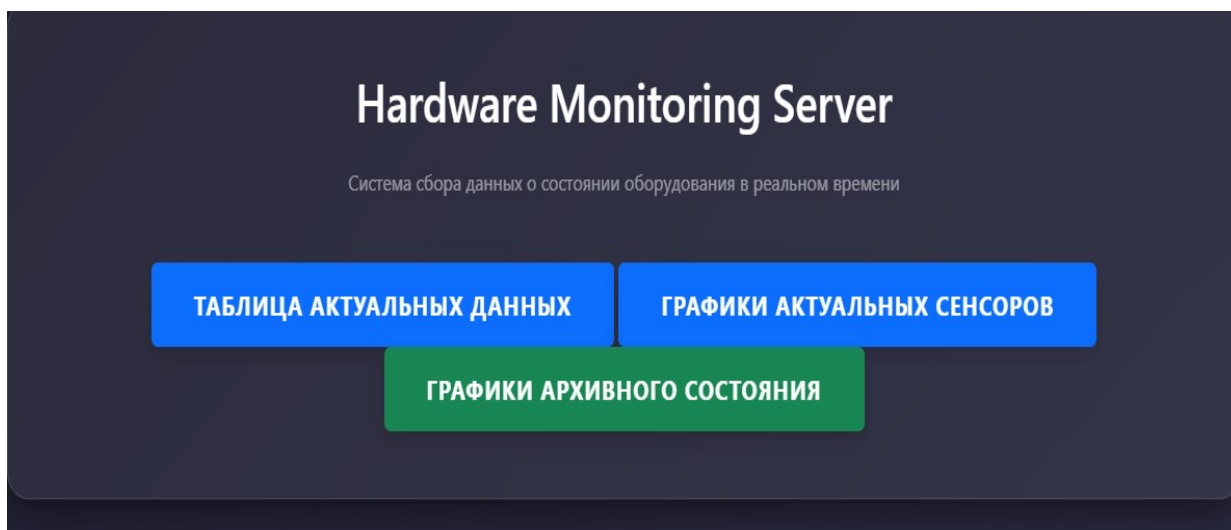 Hardware Monitoring Server
Система сбора данных о состоянии оборудования в реальном времени
ТАБЛИЦА АКТУАЛЬНЫХ ДАННЫХ
ГРАФИКИ АКТУАЛЬНЫХ СЕНСОРОВ
ГРАФИКИ АРХИВНОГО СОСТОЯНИЯ